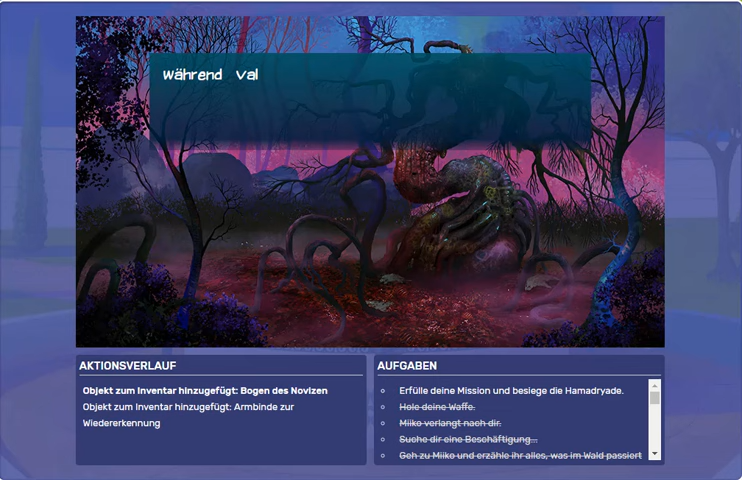 Während Val
AKTIONSVERLAUF
Objekt zum Inventar hinzugefügt: Bogen des Novizen
Objekt zum Inventar hinzugefügt: Armbinde zur
Wiedererkennung
AUFGABEN
Erfülle deine Mission und besiege die Hamadryade.
Hole deine Waffe.
Miiko verlangt nach dir.
Suche dir eine Beschäftigung...
Geh zu Miiko und erzähle ihr alles, was im Wald passiert